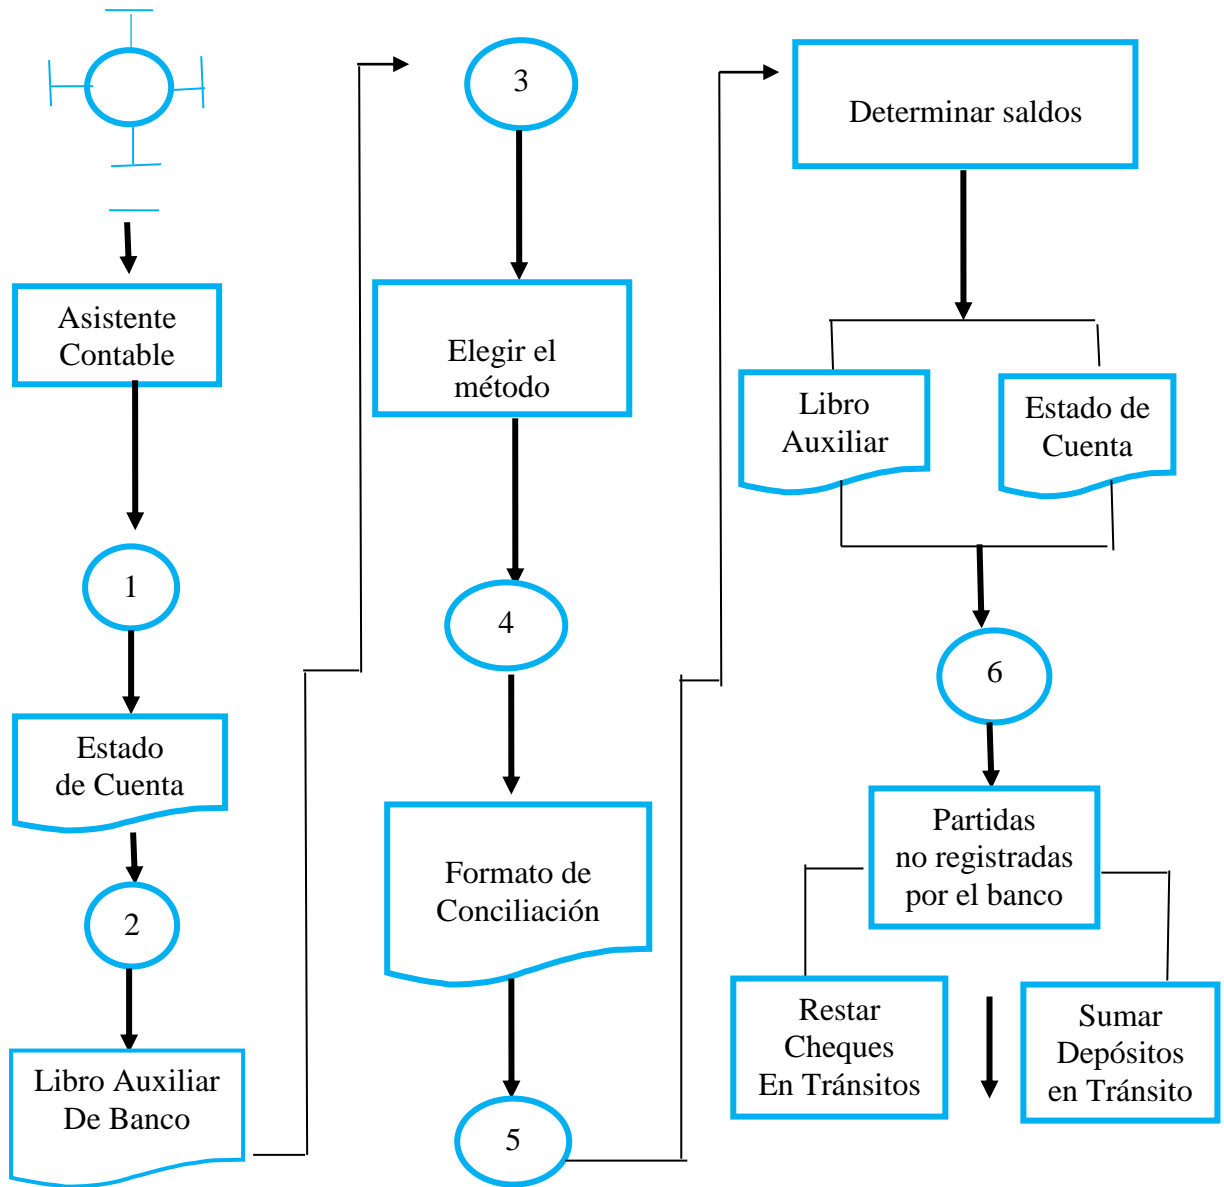 Asistente
Contable
1
Estado
de Cuenta
2
Libro Auxiliar
De Banco
3
Elegir el
método
4
Formato de
Conciliación
5
Determinar saldos
Libro
Auxiliar
Estado de
Cuenta
6
Partidas
no registradas
por el banco
Restar
Cheques
En Tránsitos
Sumar
Depósitos
en Tránsito